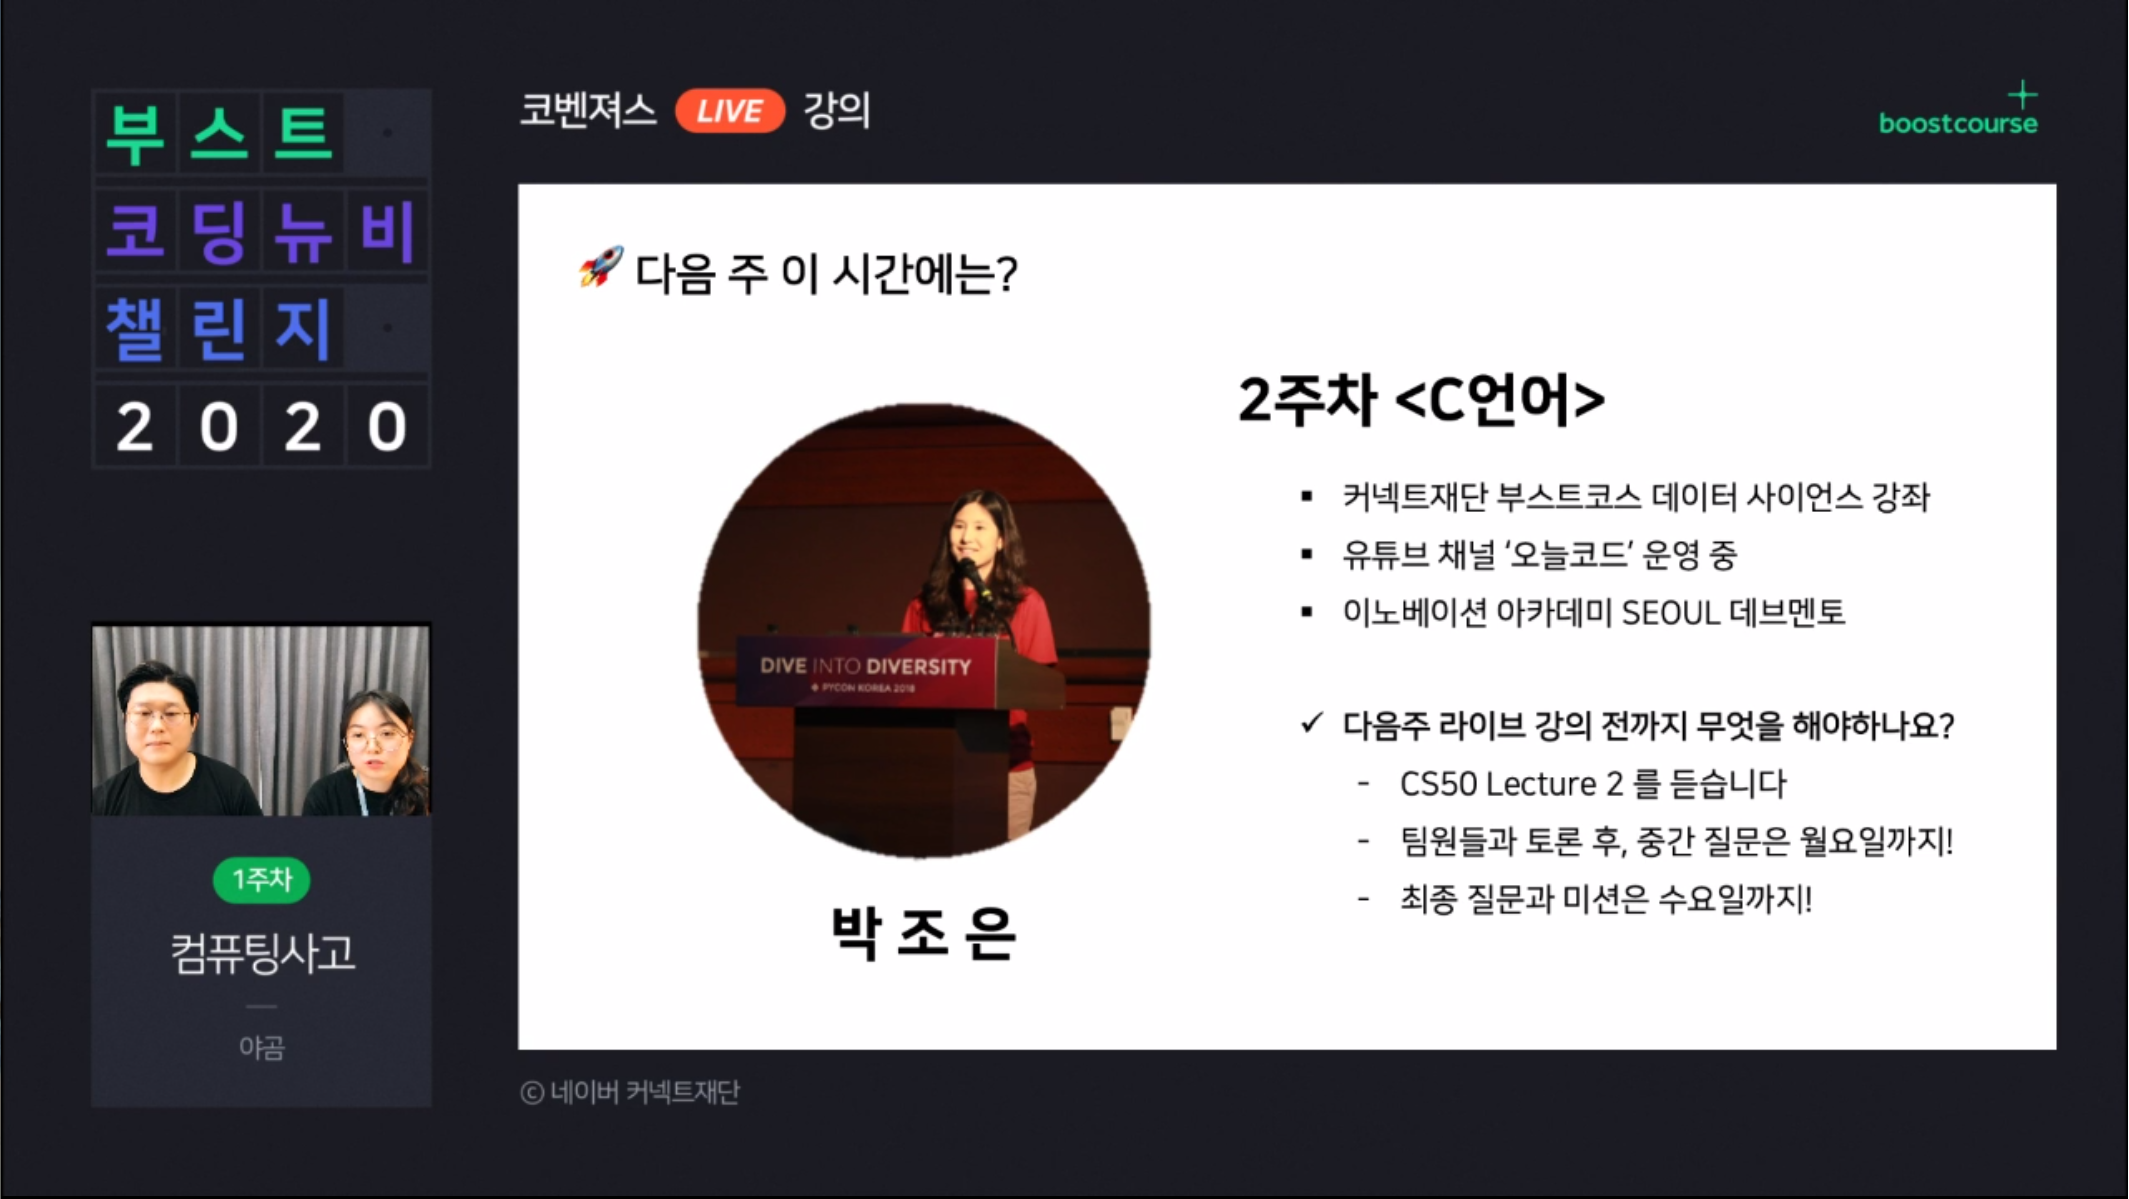 부스트
코딩뉴비
챌린지
2020
코벤져스 LIVE 강의
boostcourse
🚀 다음 주 이 시간에는?
DIVE INTO DIVERSITY
PYCON KOREA 2018
박조은
2주차 <C언어>
▪ 커넥트재단 부스트코스 데이터 사이언스 강좌
▪ 유튜브 채널 ‘오늘코드’ 운영 중
▪ 이노베이션 아카데미 SEOUL 데브멘토
✓ 다음주 라이브 강의 전까지 무엇을 해야하나요?
- CS50 Lecture 2 를 듣습니다
- 팀원들과 토론 후, 중간 질문은 월요일까지!
- 최종 질문과 미션은 수요일까지!
1주차
컴퓨팅사고
야곰
ⓒ 네이버 커넥트재단